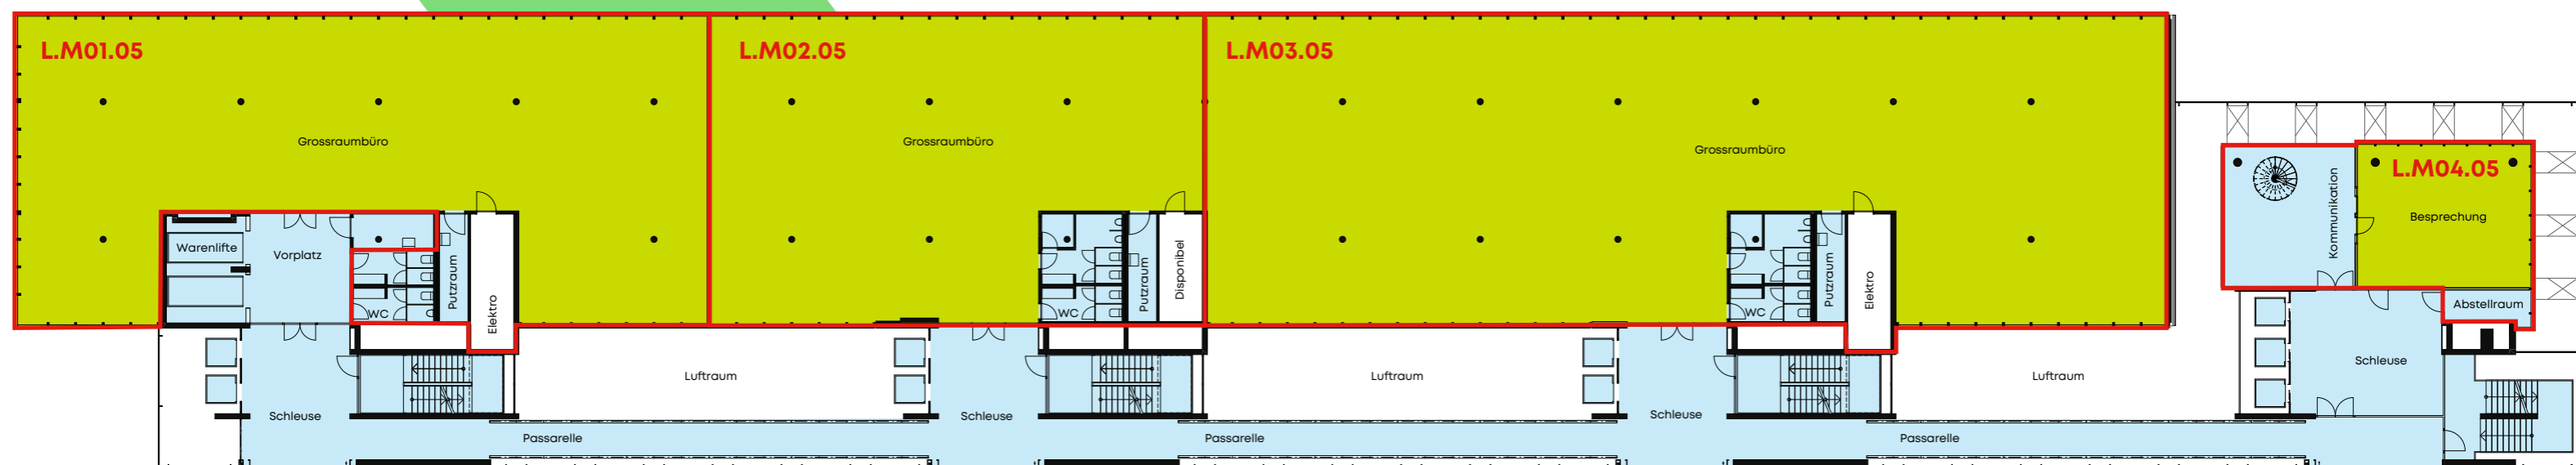 L.M01.05
L.M02.05
L.M03.05
Grossraumbüro
Grossraumbüro
Grossraumbüro
L.M04.05
Besprechung
Kommunikation
Warenlifte
Vorplatz
WC
Putzraum
Elektro
WC
Putzraum
Disponibel
WC
Putzraum
Elektro
Abstellraum
Luftraum
Luftraum
Luftraum
Schleuse
Schleuse
Schleuse
Schleuse
Passarelle
Passarelle
Passarelle